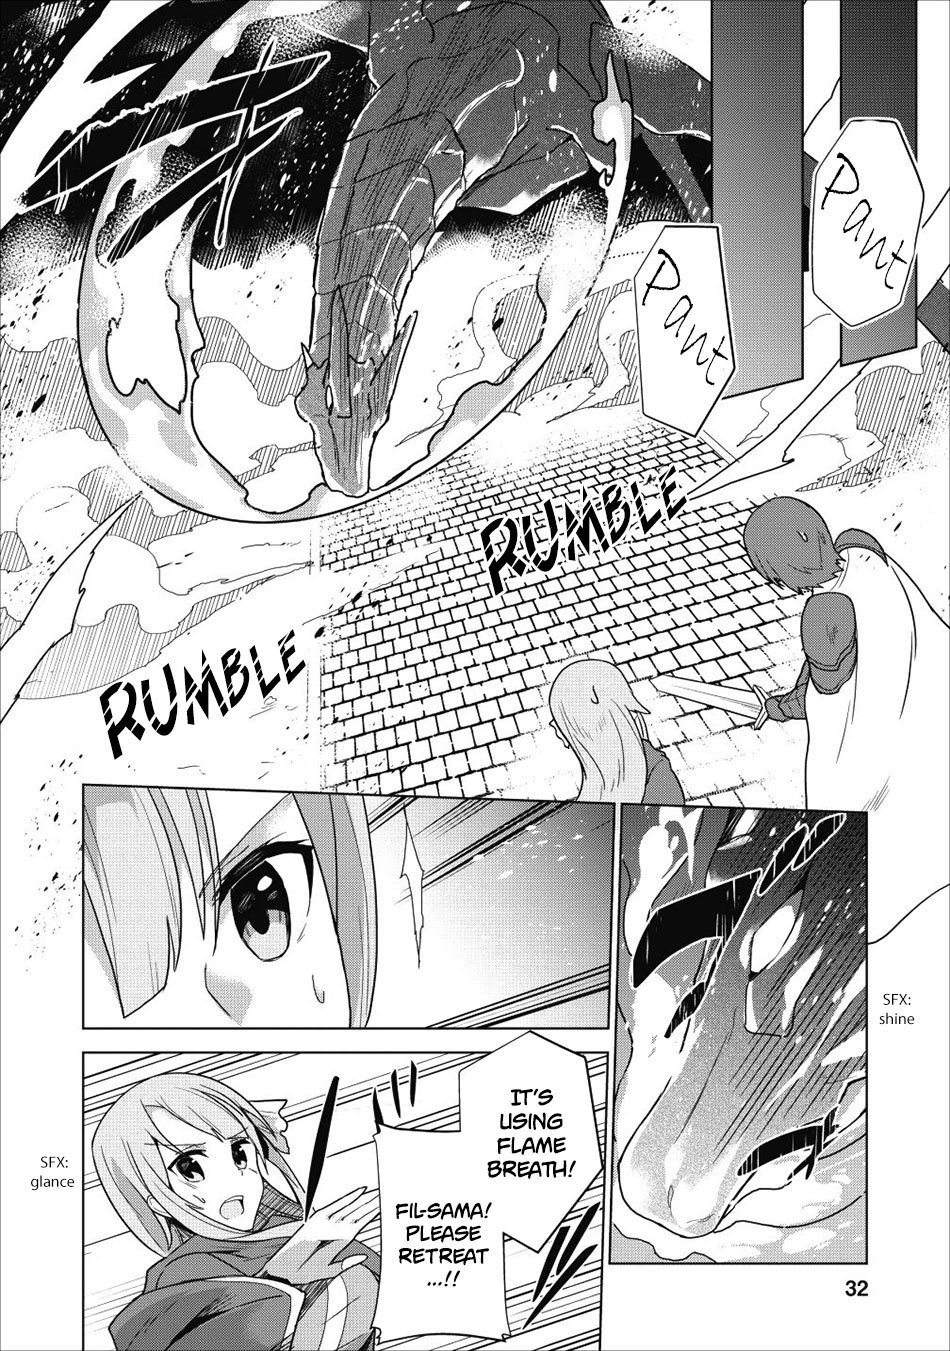 Pant
Pant
RUMBLE
RUMBLE
SFX:
shine
IT'S
USING
FLAME
BREATH!
FIL-SAMA!
PLEASE
RETREAT
...!!
SFX:
glance
32